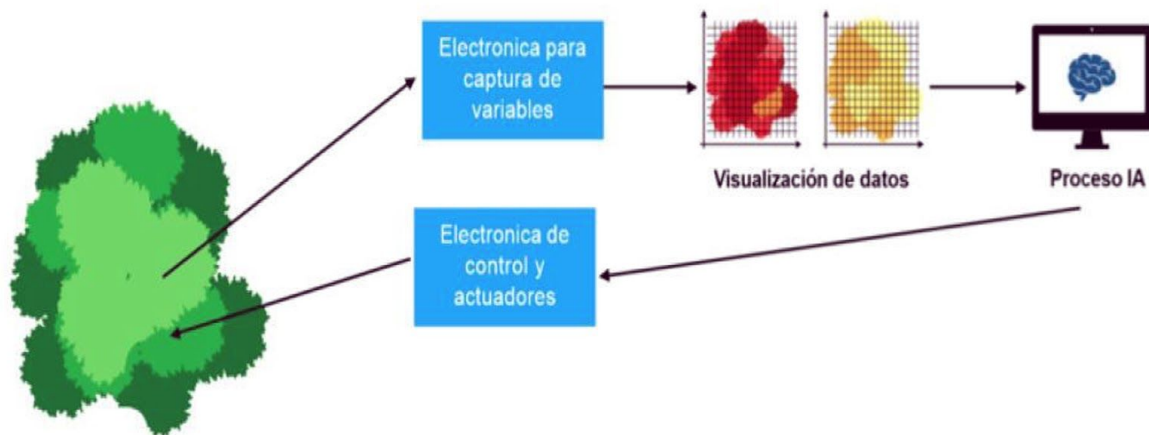 Electronica para
captura de
variables
Visualización de datos
Proceso IA
Electronica de
control y
actuadores